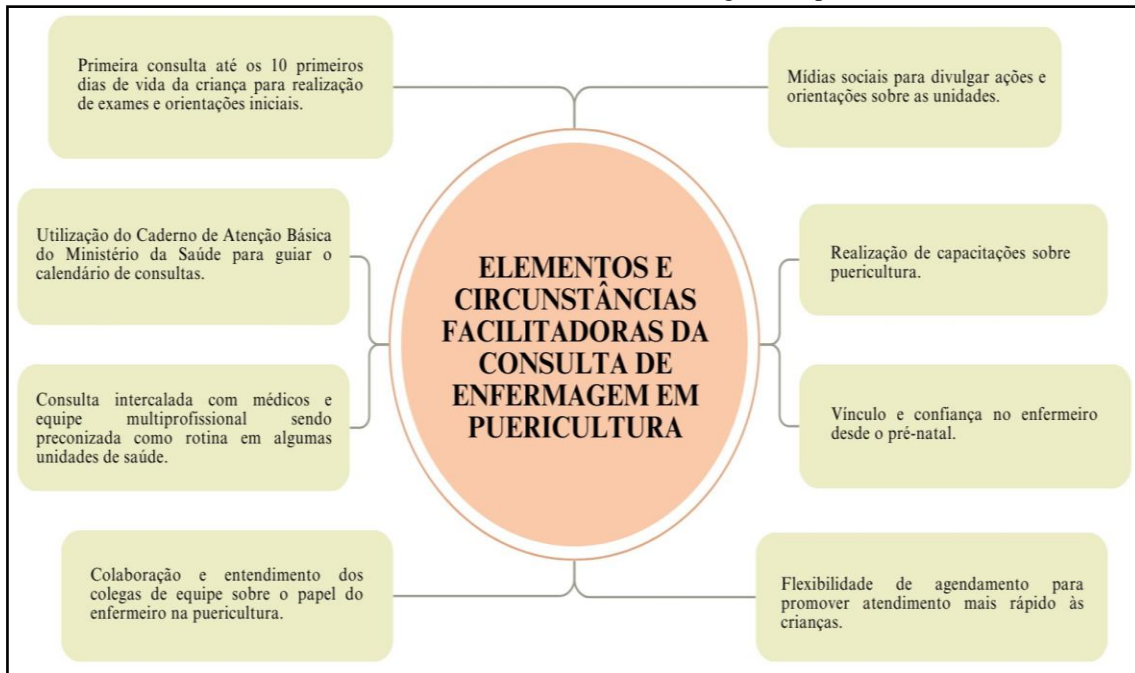 Primeira consulta até os 10 primeiros
dias de vida da criança para realização
de exames e orientações iniciais.
Utilização do Caderno de Atenção Básica
do Ministério da Saúde para guiar o
calendário de consultas.
Consulta intercalada com médicos e
equipe multiprofissional sendo
preconizada como rotina em algumas
unidades de saúde.
Colaboração e entendimento dos
colegas de equipe sobre o papel do
enfermeiro na puericultura.
ELEMENTOS E
CIRCUNSTÂNCIAS
FACILITADORAS DA
CONSULTA DE
ENFERMAGEM EM
PUERICULTURA
Mídias sociais para divulgar ações e
orientações sobre as unidades.
Realização de capacitações sobre
puericultura.
Vínculo e confiança no enfermeiro
desde o pré-natal.
Flexibilidade de agendamento para
promover atendimento mais rápido às
crianças.